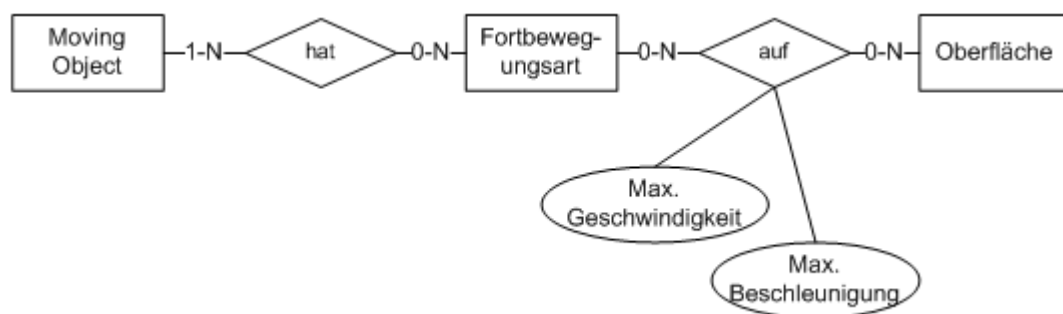 Moving
Object
1-N
hat
0-N
Fortbeweg-
ungsart
0-N
auf
0-N
Oberfläche
Max.
Geschwindigkeit
Max.
Beschleunigung